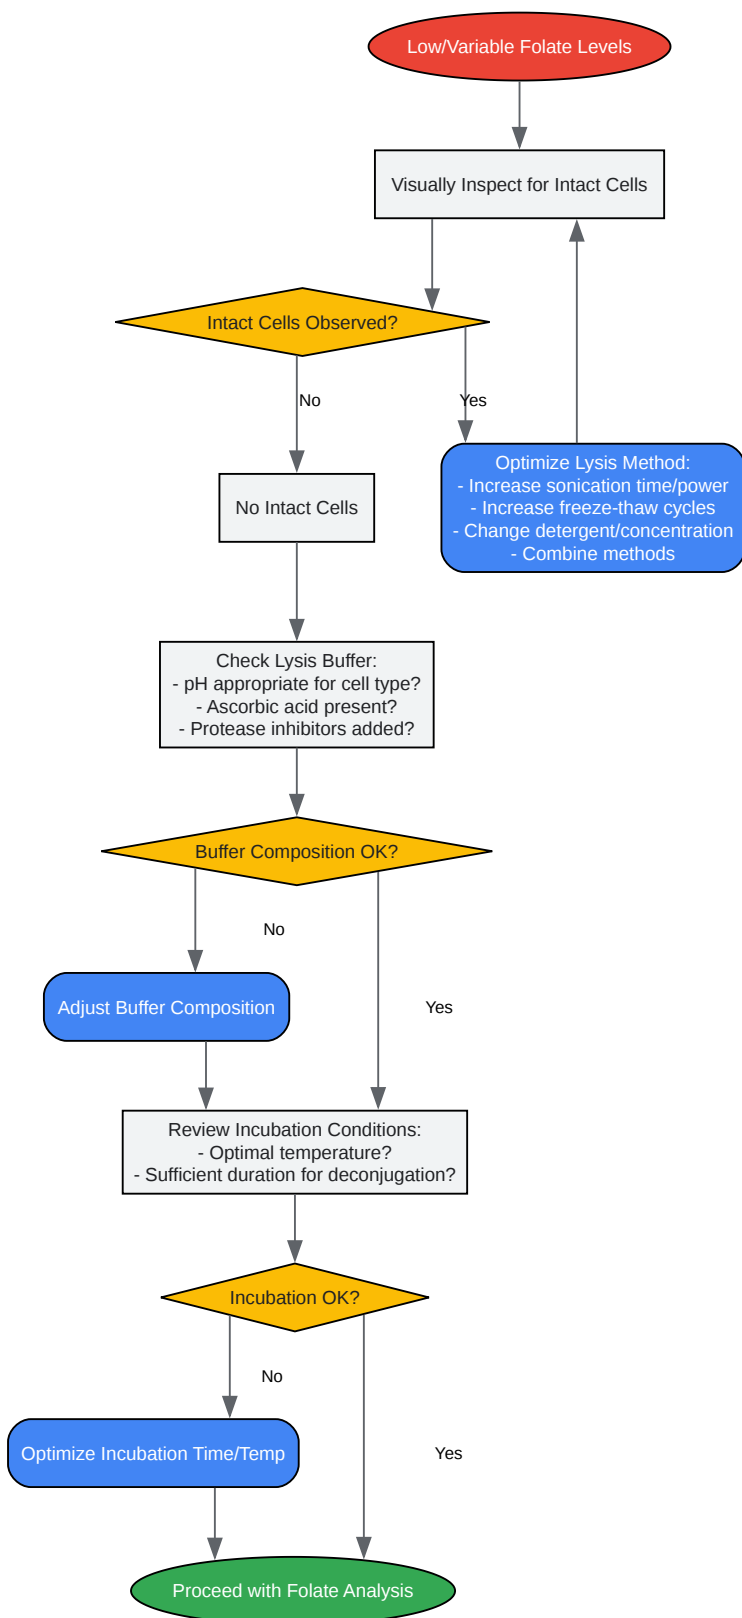 Low/Variable Folate Levels
Visually Inspect for Intact Cells
Intact Cells Observed?
No
Yes
Optimize Lysis Method:
- Increase sonication time/power
- Increase freeze-thaw cycles
- Change detergent/concentration
- Combine methods
No Intact Cells
Check Lysis Buffer:
- pH appropriate for cell type?
- Ascorbic acid present?
- Protease inhibitors added?
Buffer Composition OK?
No
Adjust Buffer Composition
Yes
Review Incubation Conditions:
- Optimal temperature?
- Sufficient duration for deconjugation?
Incubation OK?
No
Optimize Incubation Time/Temp
Yes
Proceed with Folate Analysis